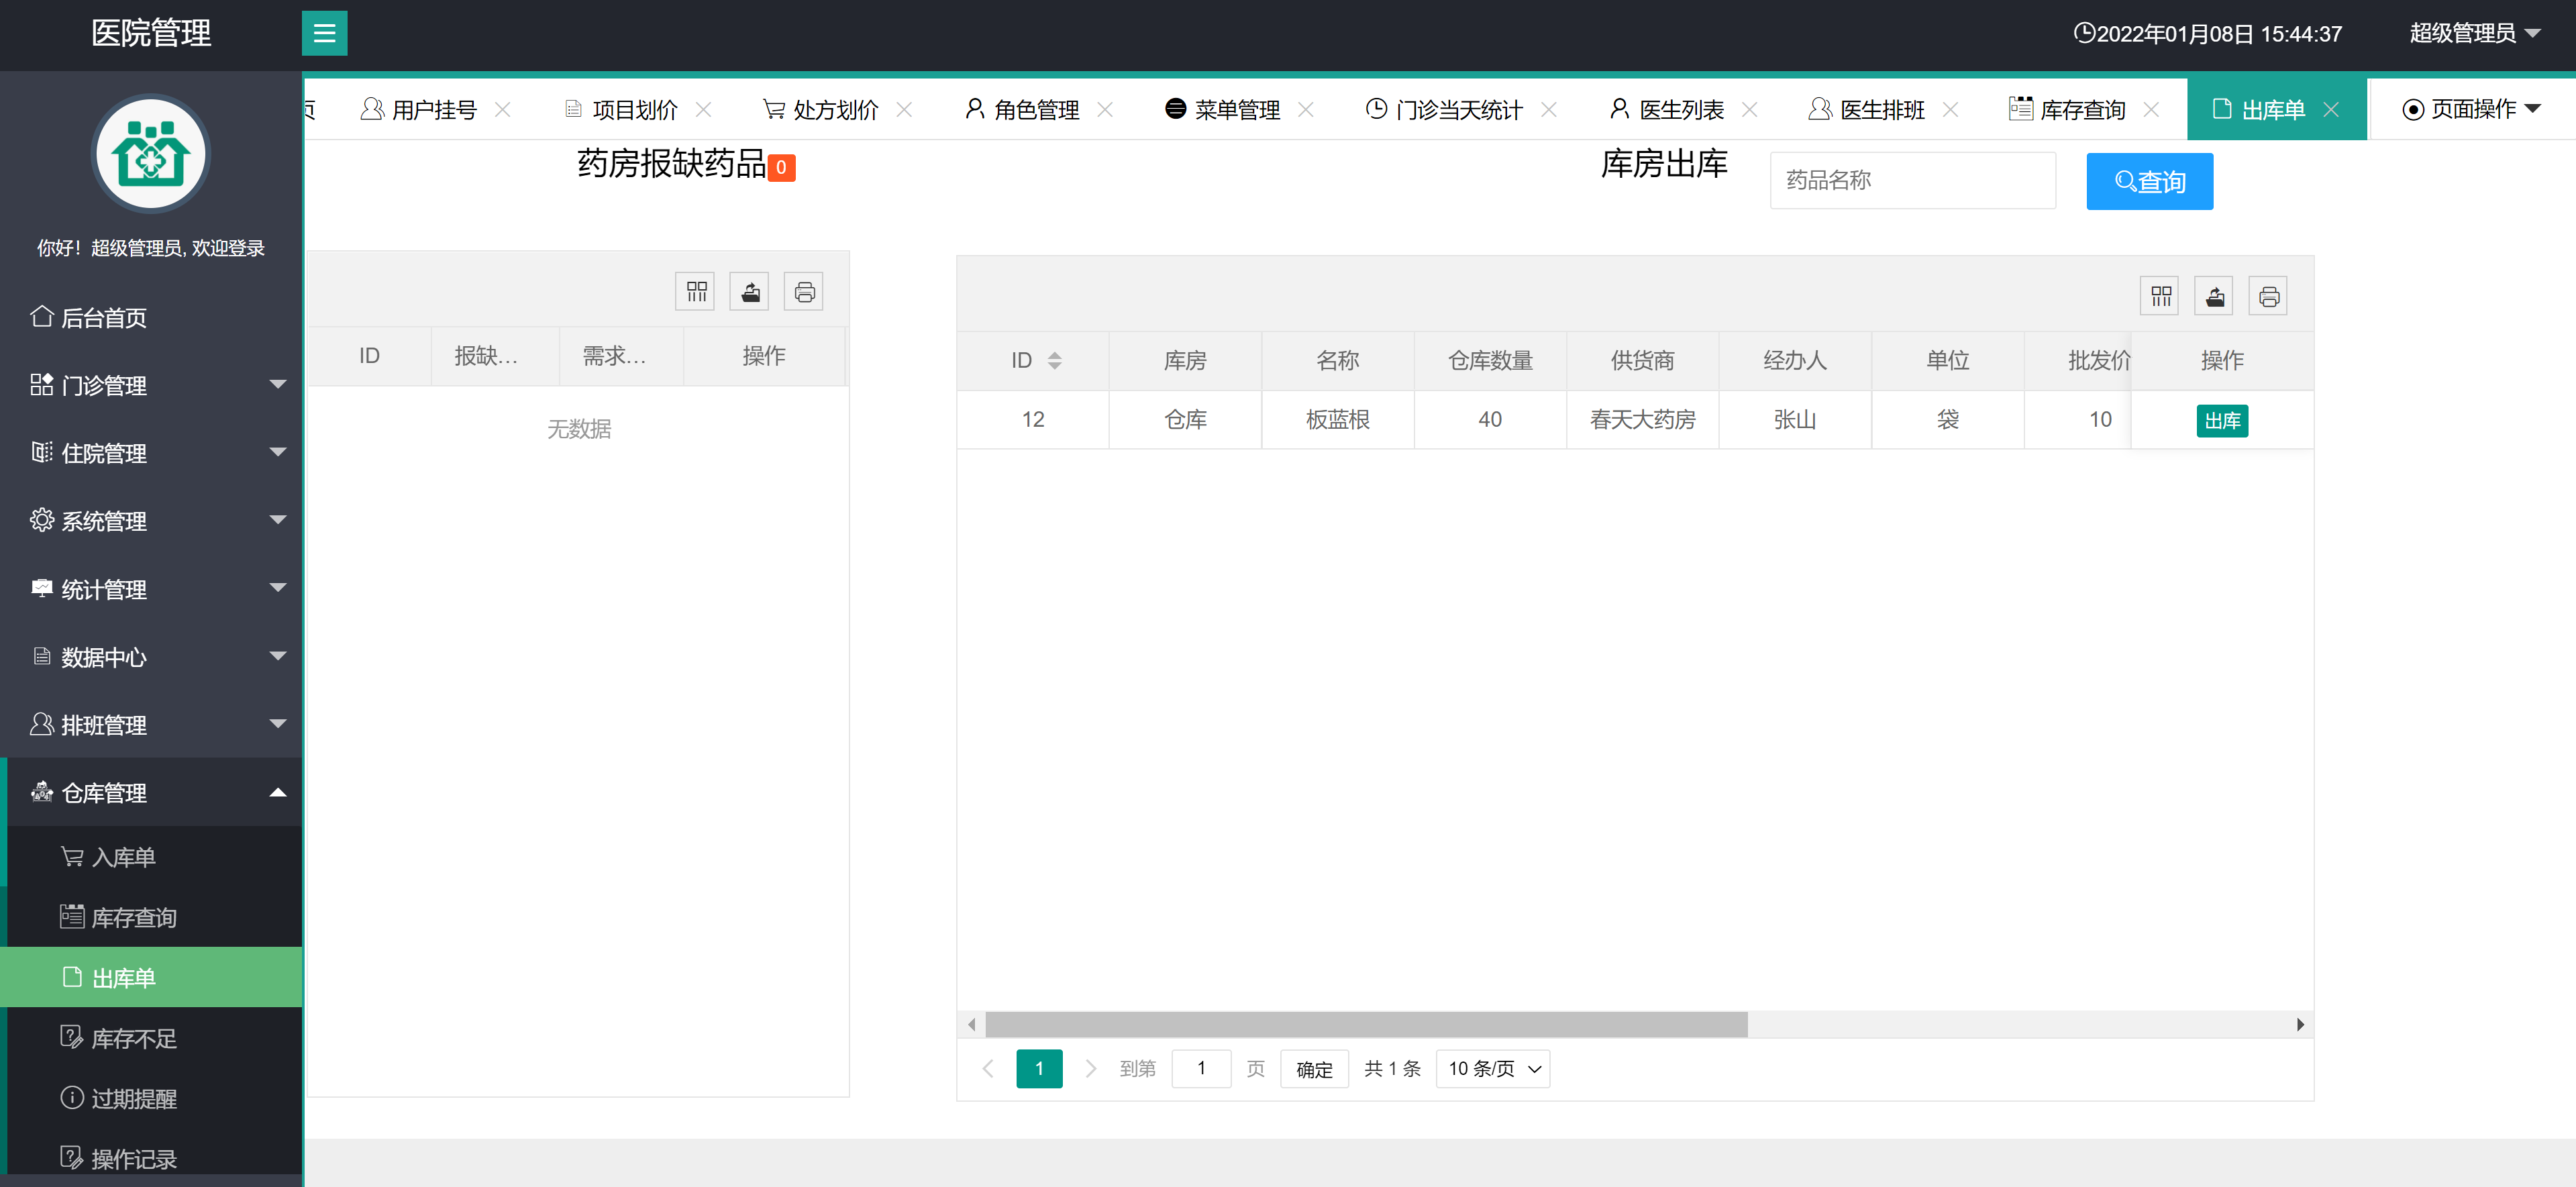 医院管理
2022年01月08日 15:44:37
超级管理员
你好！超级管理员, 欢迎登录
后台首页
门诊管理
住院管理
系统管理
统计管理
数据中心
排班管理
仓库管理
入库单
库存查询
出库单
库存不足
过期提醒
操作记录
页 用户挂号 项目划价 处方划价 角色管理 菜单管理 门诊当天统计 医生列表 医生排班 库存查询 出库单 页面操作
药房报缺药品 0
ID 报缺... 需求... 操作
无数据
库房出库 药品名称 查询
ID 库房 名称 仓库数量 供货商 经办人 单位 批发价 操作
12 仓库 板蓝根 40 春天大药房 张山 袋 10 出库
1 到第 1 页 确定 共 1 条 10 条/页